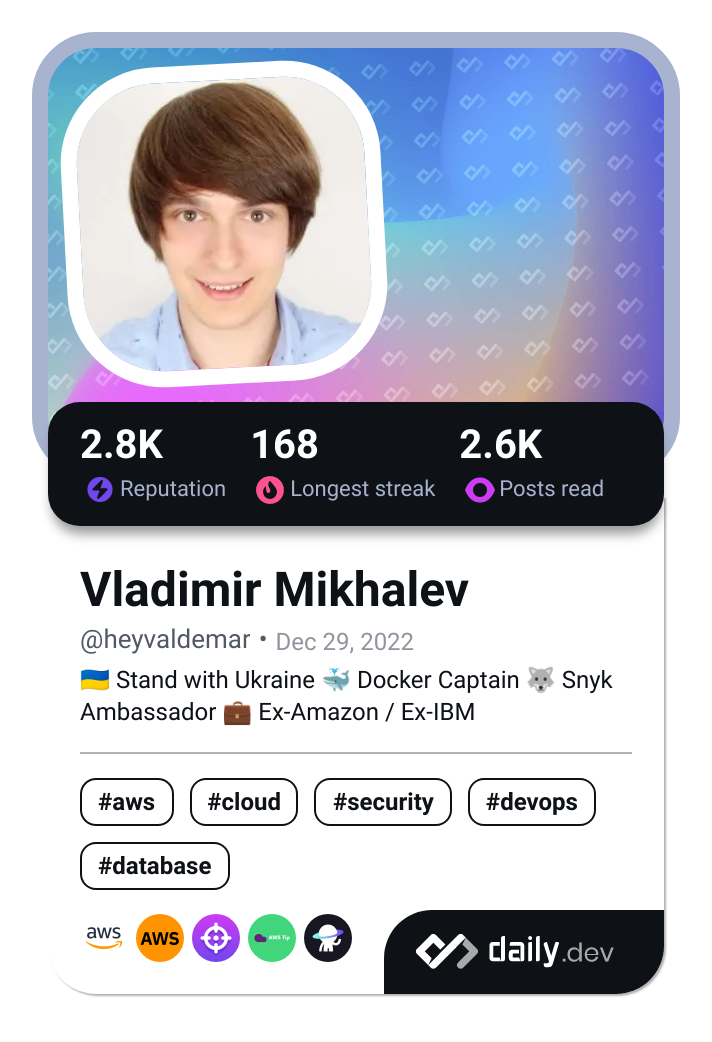 2.8K 168 2.6K
Reputation Longest streak Posts read
Vladimir Mikhalev
@heyvaldemar • Dec 29, 2022
🇺🇦 Stand with Ukraine 🐳 Docker Captain 🐺 Snyk
Ambassador 💼 Ex-Amazon / Ex-IBM
#aws #cloud #security #devops
#database
aws AWS AWS Tip
daily.dev